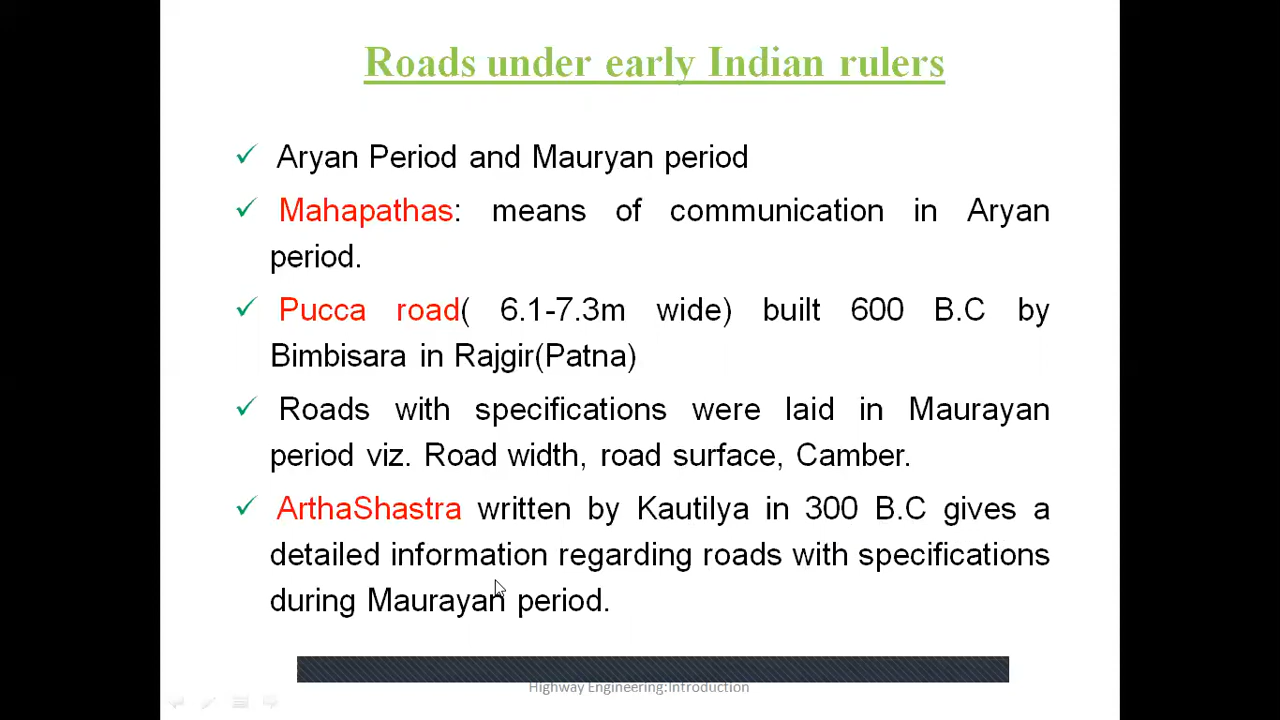 Roads under early Indian rulers
Aryan Period and Mauryan period
Mahapathas: means of communication in Aryan
period.
Pucca road( 6.1-7.3m wide) built 600 B.C by
Bimbisara in Rajgir(Patna)
Roads with specifications were laid in Maurayan
period viz. Road width, road surface, Camber.
ArthaShastra written by Kautilya in 300 B.C gives a
detailed information regarding roads with specifications
during Maurayan period.
Highway Engineering:Introduction